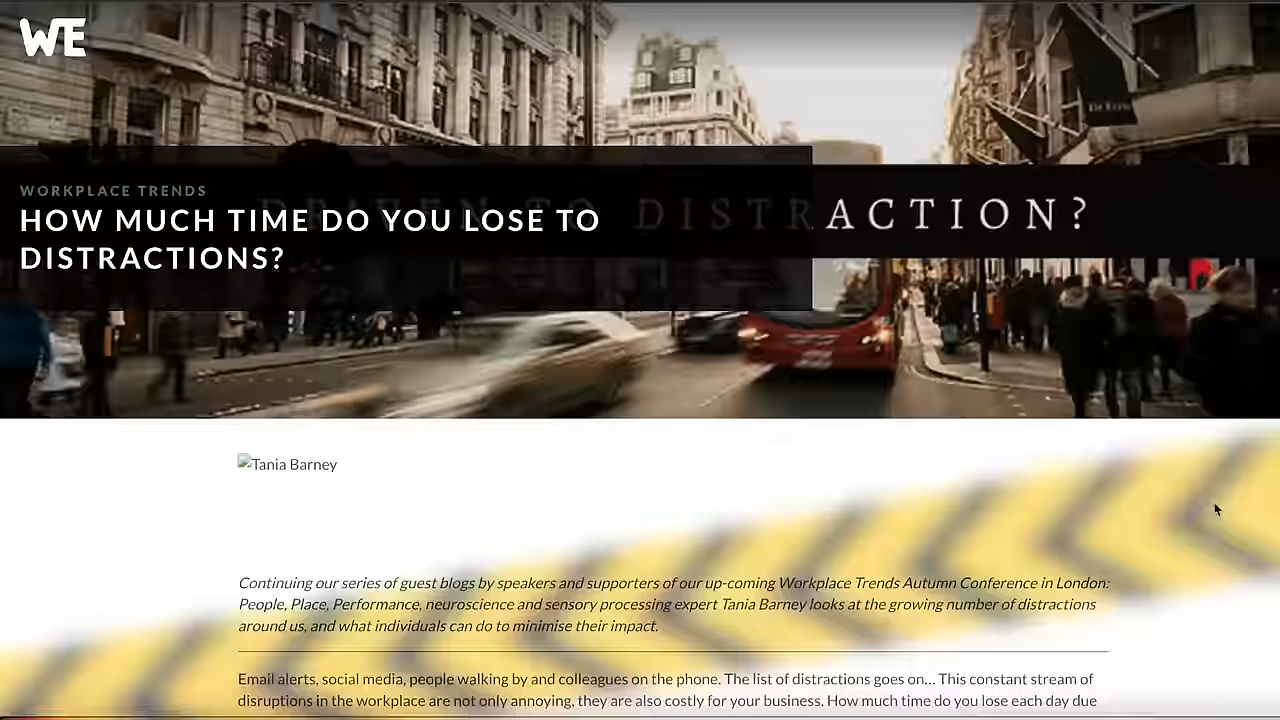 WE
WORKPLACE TRENDS
HOW MUCH TIME DO YOU LOSE TO
DISTRACTIONS?
DRIVEN TO DISTRACTION?
Tania Barney
Continuing our series of guest blogs by speakers and supporters of our up-coming Workplace Trends Autumn Conference in London:
People, Place, Performance, neuroscience and sensory processing expert Tania Barney looks at the growing number of distractions
around us, and what individuals can do to minimise their impact.
Email alerts, social media, people walking by and colleagues on the phone. The list of distractions goes on... This constant stream of
disruptions in the workplace are not only annoying, they are also costly for your business. How much time do you lose each day due